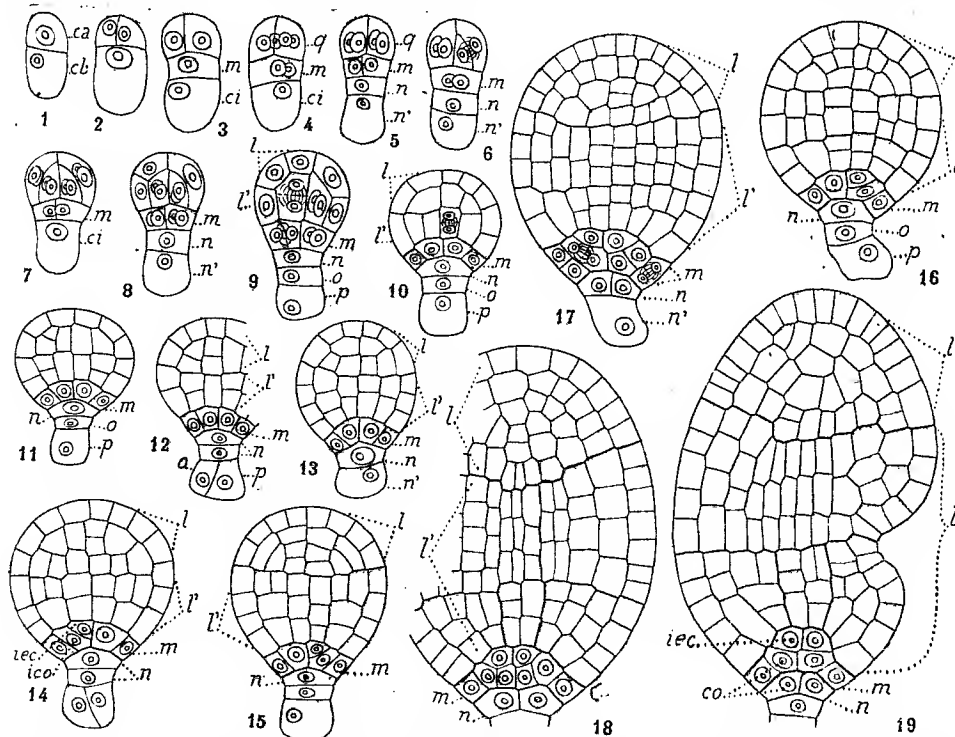 ca
cb
1
2
m
ci
3
q
m
ci
4
q
m
n
n'
5
m
n
n'
6
l
l'
17
m
n
n'
16
n
m
o
p
m
ci
7
m
n
n'
8
l
l'
m
n
o
p
9
l
l'
m
n
o
p
10
n
m
o
p
11
l
l'
m
n
a
p
12
l
l'
m
n
n'
13
l
l'
iec.
ico
m
n
14
l
l'
n
m
15
l
l'
m
n
18
l
iec.
co
m
n
19